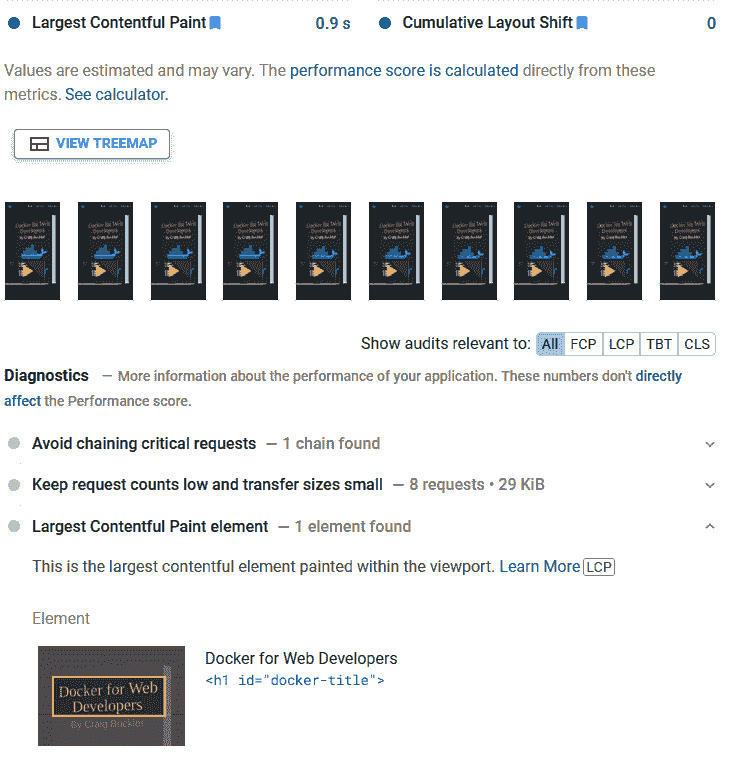 Largest Contentful Paint 0.9 s Cumulative Layout Shift 0
Values are estimated and may vary. The performance score is calculated directly from these
metrics. See calculator.
VIEW TREEMAP
Show audits relevant to: All FCP LCP TBT CLS
Diagnostics — More information about the performance of your application. These numbers don't directly
affect the Performance score.
Avoid chaining critical requests — 1 chain found
Keep request counts low and transfer sizes small — 8 requests • 29 KiB
Largest Contentful Paint element — 1 element found
This is the largest contentful element painted within the viewport. Learn More LCP
Element
Docker for Web Developers
<h1 id="docker-title">
Docker for Web
Developers
By Craig Buckler